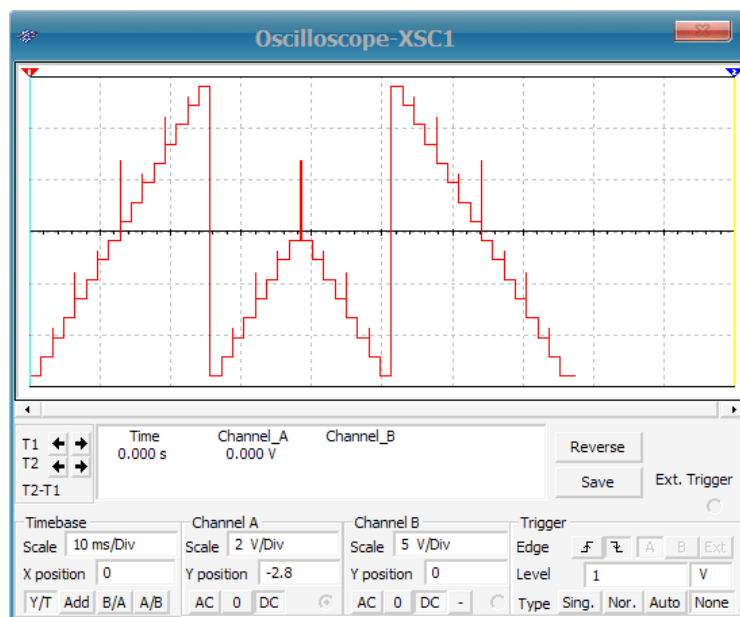 Oscilloscope-XSC1
1 2
T1 Time Channel_A Channel_B Reverse
T2 0.000 s 0.000 V
T2-T1 Save Ext. Trigger
Timebase Channel A Channel B Trigger
Scale 10 ms/Div Scale 2 V/Div Scale 5 V/Div Edge A B Ext
X position 0 Y position -2.8 Y position 0 Level 1 V
Y/T Add B/A A/B AC 0 DC AC 0 DC - Type Sing. Nor. Auto None